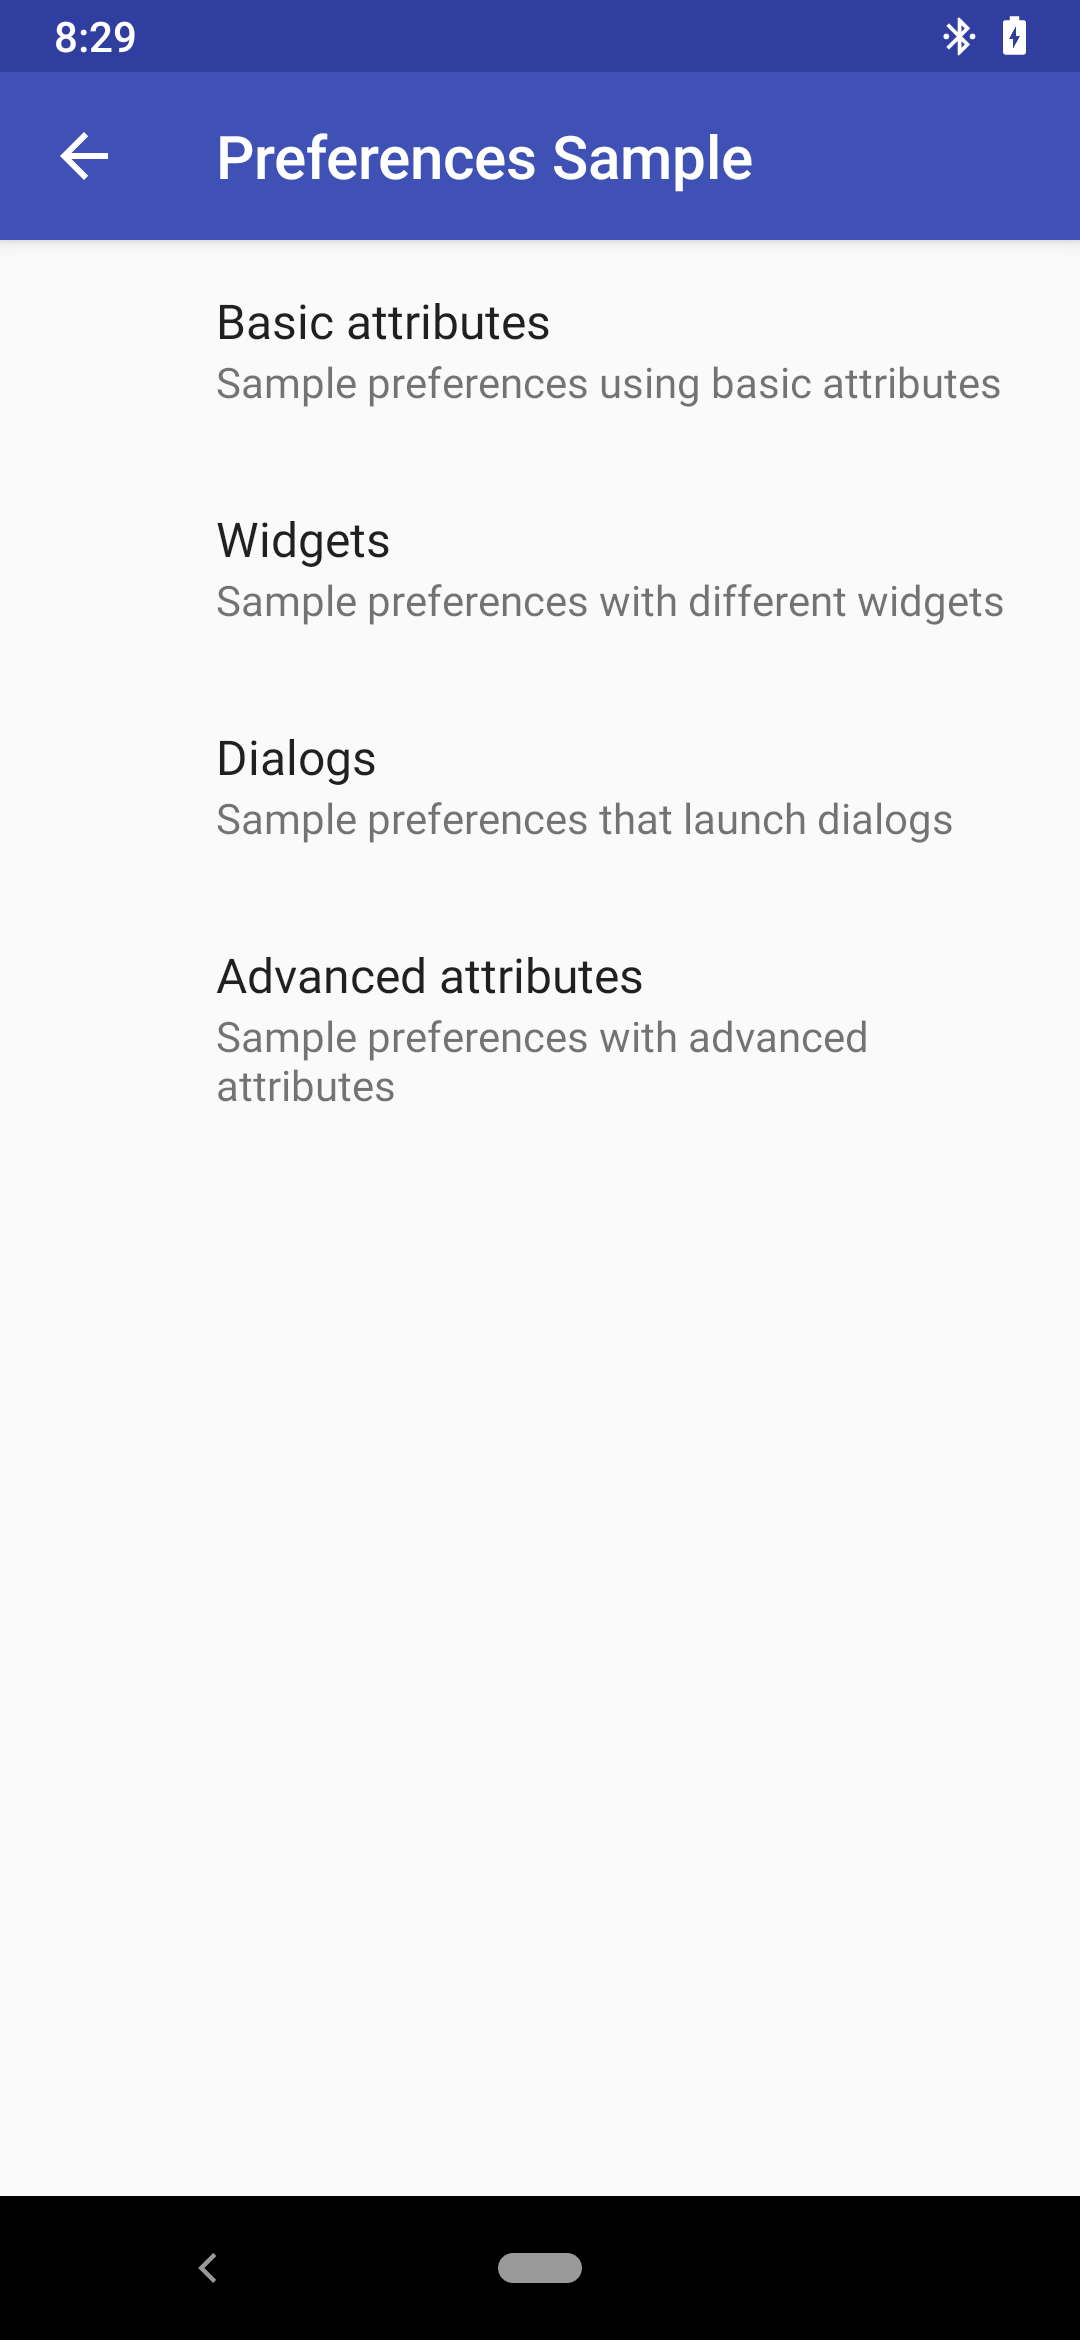 8:29
Preferences Sample
Basic attributes
Sample preferences using basic attributes
Widgets
Sample preferences with different widgets
Dialogs
Sample preferences that launch dialogs
Advanced attributes
Sample preferences with advanced
attributes